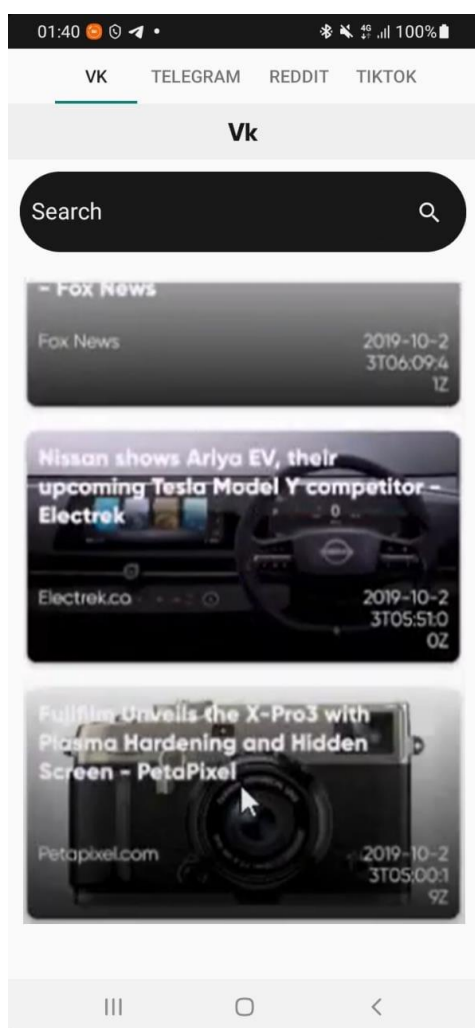 01:40 4G 100%
VK TELEGRAM REDDIT TIKTOK
Vk
Search
– Fox News
Fox News
2019-10-2
3T06:09:4
1Z
Nissan shows Ariya EV, their
upcoming Tesla Model Y competitor –
Electrek
Electrek.co
2019-10-2
3T05:51:0
0Z
Fujifilm Unveils the X-Pro3 with
Plasma Hardening and Hidden
Screen – PetaPixel
Petapixel.com
2019-10-2
3T05:00:1
9Z